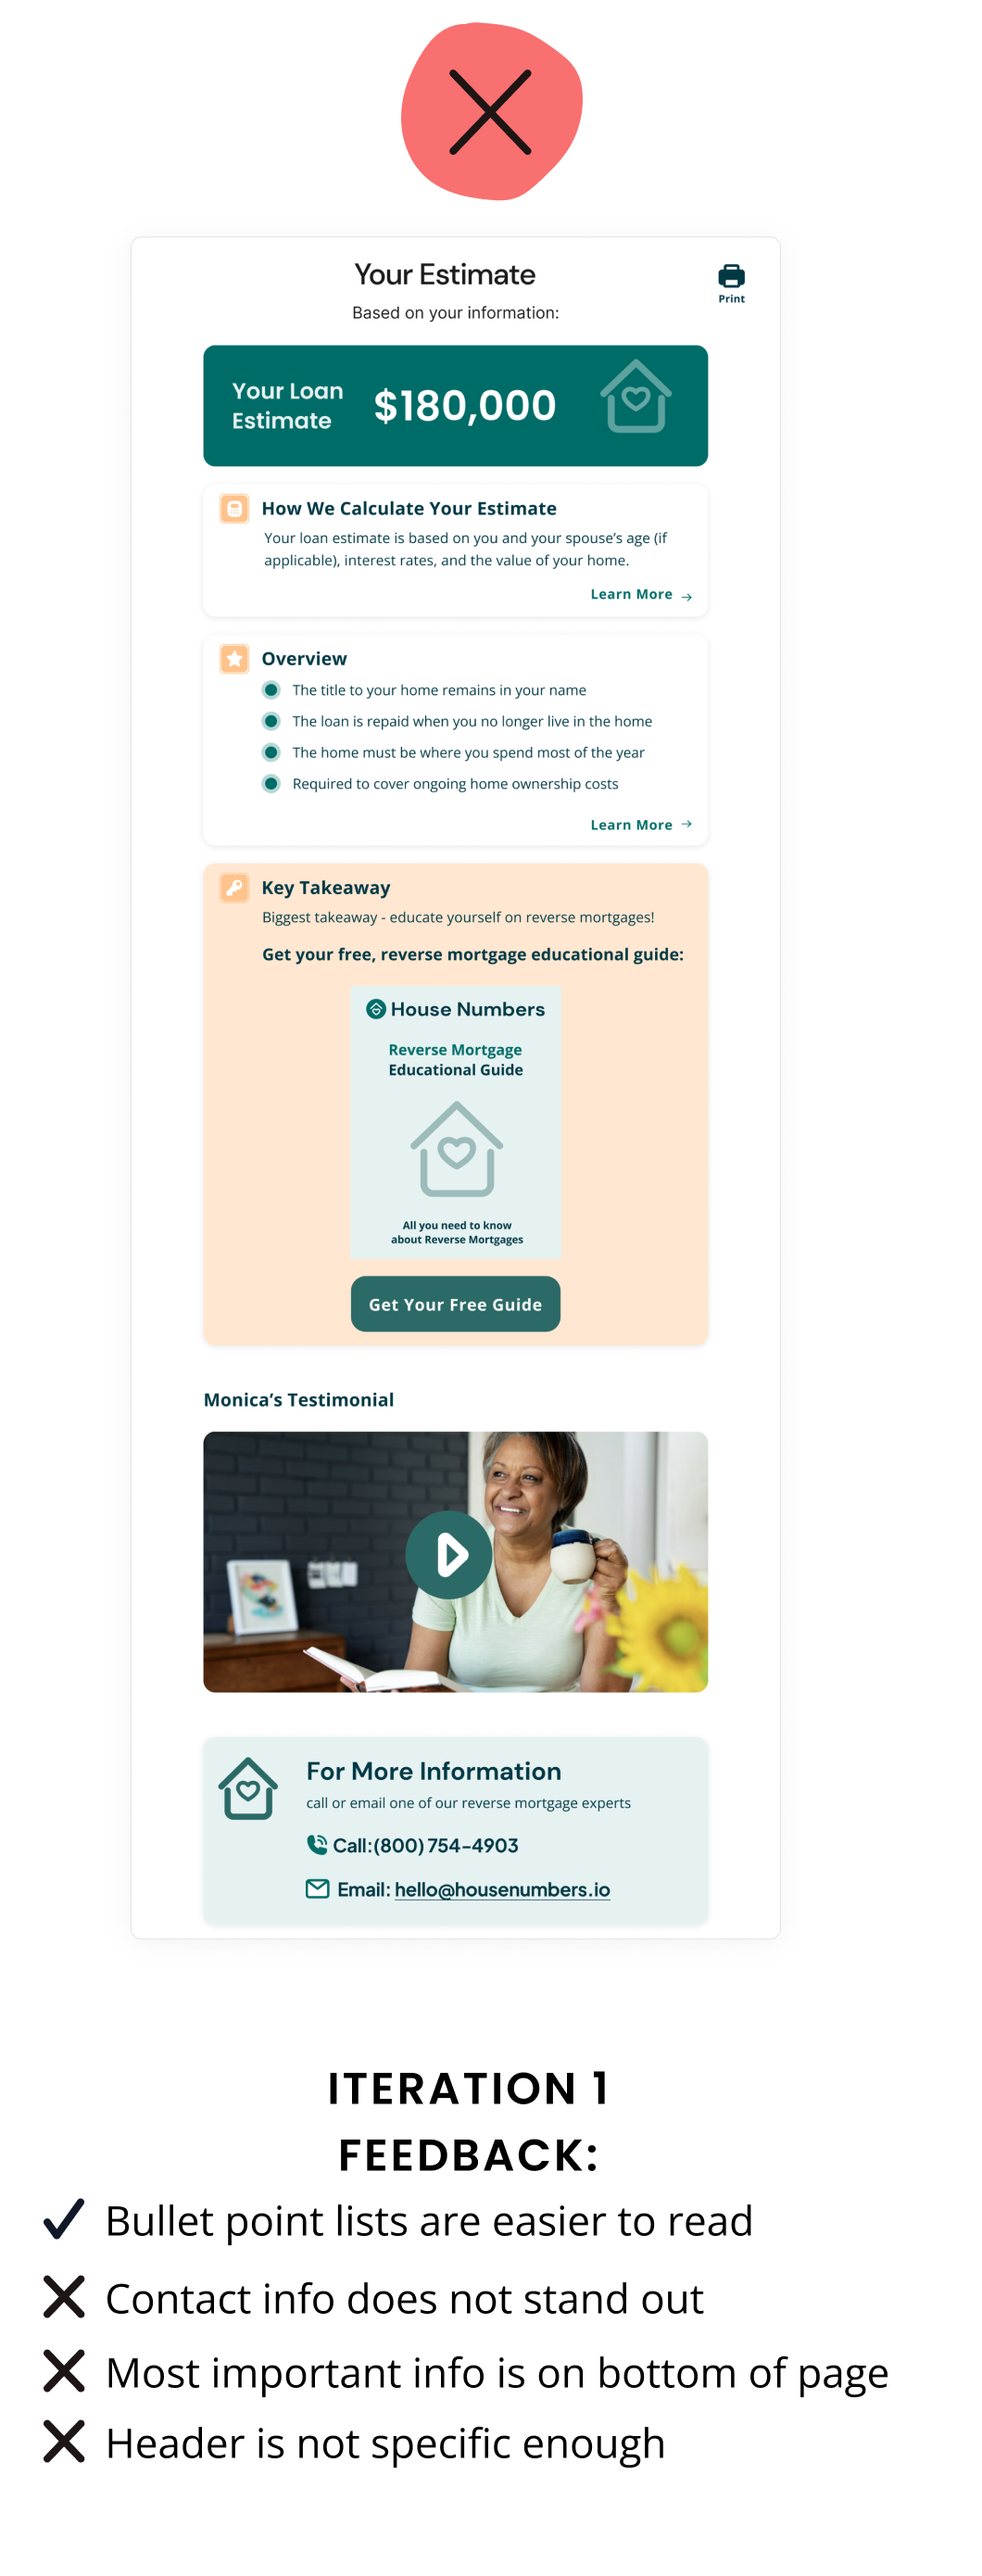 Your Estimate
Print
Based on your information:
Your Loan
Estimate
$180,000
How We Calculate Your Estimate
Your loan estimate is based on you and your spouse's age (if
applicable), interest rates, and the value of your home.
Learn More →
Overview
The title to your home remains in your name
The loan is repaid when you no longer live in the home
The home must be where you spend most of the year
Required to cover ongoing home ownership costs
Learn More →
Key Takeaway
Biggest takeaway - educate yourself on reverse mortgages!
Get your free, reverse mortgage educational guide:
House Numbers
Reverse Mortgage
Educational Guide
All you need to know
about Reverse Mortgages
Get Your Free Guide
Monica's Testimonial
For More Information
call or email one of our reverse mortgage experts
Call:(800) 754-4903
Email: hello@housenumbers.io
ITERATION 1
FEEDBACK:
Bullet point lists are easier to read
Contact info does not stand out
Most important info is on bottom of page
Header is not specific enough